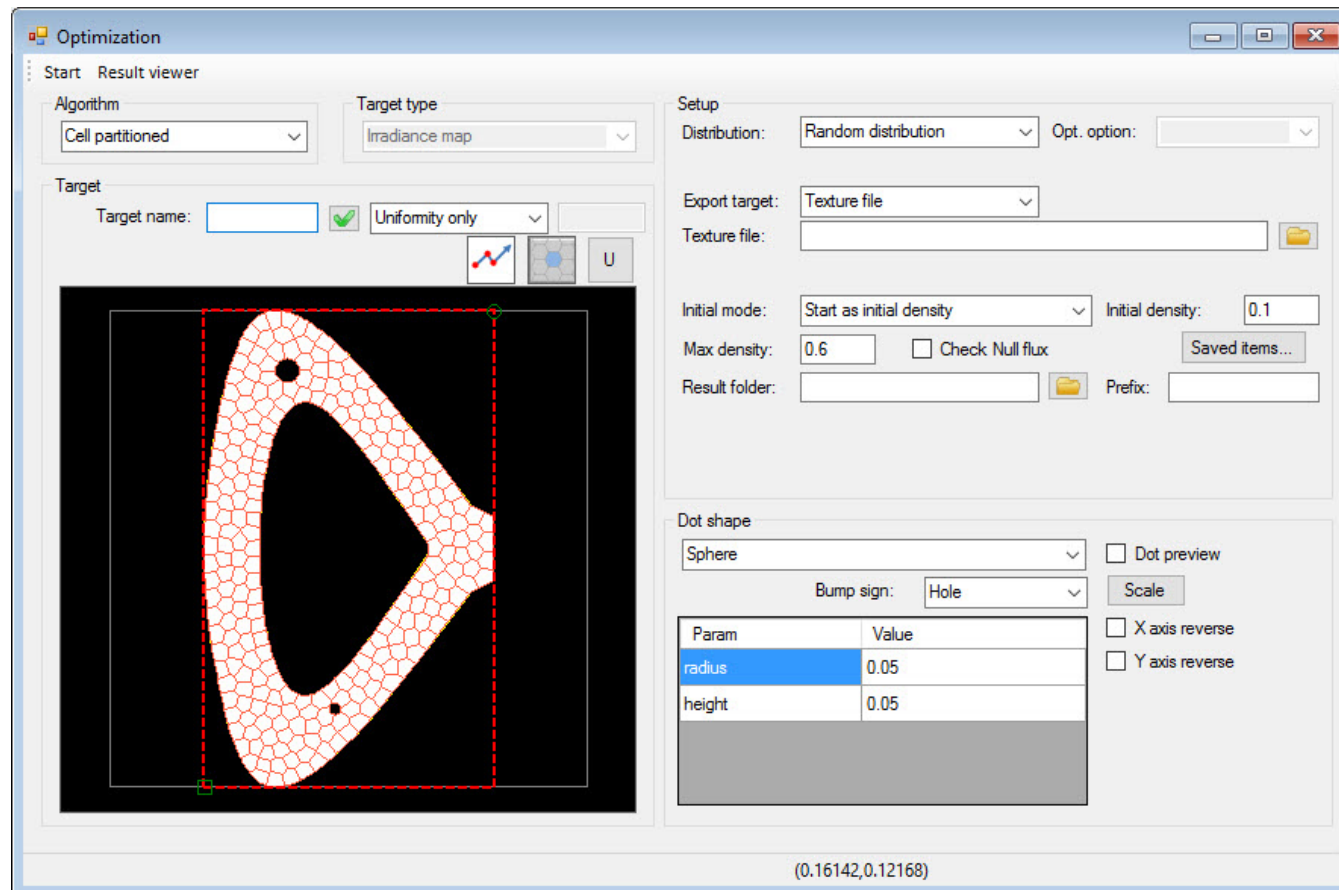 Optimization
Start Result viewer
Algorithm
Cell partitioned
Target type
Irradiance map
Target
Target name:
Uniformity only
U
Setup
Distribution: Random distribution Opt. option:
Export target: Texture file
Texture file:
Initial mode: Start as initial density Initial density: 0.1
Max density: 0.6 Check Null flux Saved items...
Result folder: Prefix:
Dot shape
Sphere Dot preview
Bump sign: Hole Scale
Param Value X axis reverse
radius 0.05 Y axis reverse
height 0.05
(0.16142,0.12168)